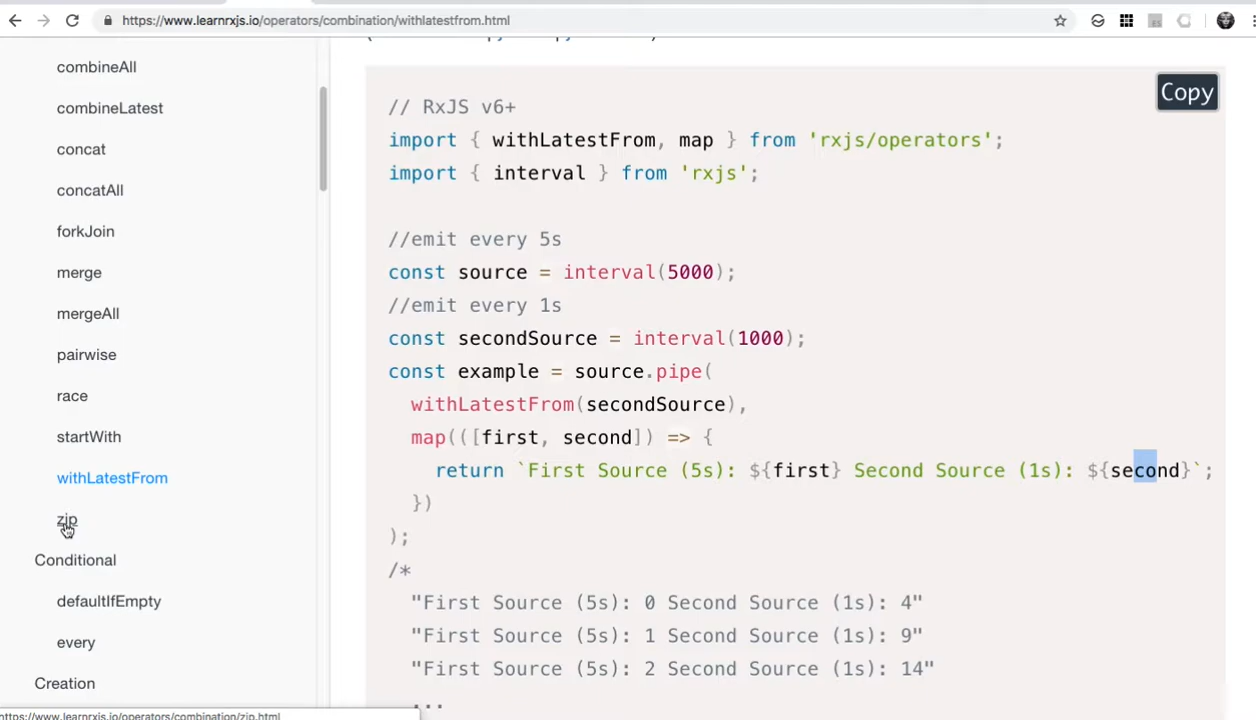 https://www.learnrxjs.io/operators/combination/withlatestfrom.html
combineAll
combineLatest
concat
concatAll
forkJoin
merge
mergeAll
pairwise
race
startWith
withLatestFrom
zip
Conditional
defaultIfEmpty
every
Creation
Copy
// RxJS v6+
import { withLatestFrom, map } from 'rxjs/operators';
import { interval } from 'rxjs';
//emit every 5s
const source = interval(5000);
//emit every 1s
const secondSource = interval(1000);
const example = source.pipe(
withLatestFrom(secondSource),
map(([first, second]) => {
return `First Source (5s): ${first} Second Source (1s): ${second}`;
})
);
/*
"First Source (5s): 0 Second Source (1s): 4"
"First Source (5s): 1 Second Source (1s): 9"
"First Source (5s): 2 Second Source (1s): 14"
...
https://www.learnrxjs.io/operators/combination/zip.html